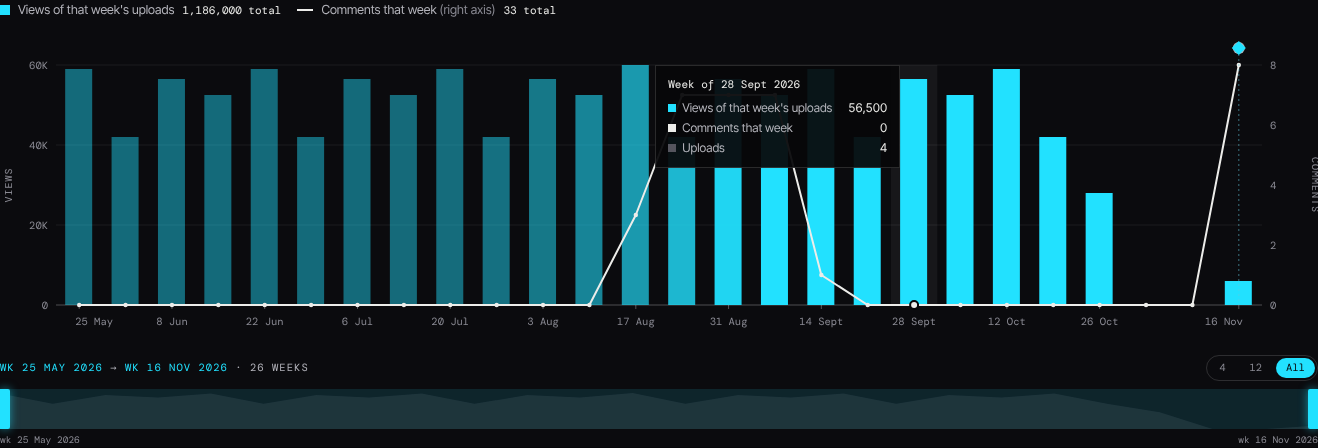 Views of that week's uploads 1,186,000 total Comments that week (right axis) 33 total
60K
40K
20K
0
VIEWS
8
6
4
2
0
COMMENTS
Week of 28 Sept 2026
Views of that week's uploads 56,500
Comments that week 0
Uploads 4
25 May 8 Jun 22 Jun 6 Jul 20 Jul 3 Aug 17 Aug 31 Aug 14 Sept 28 Sept 12 Oct 26 Oct 16 Nov
WK 25 MAY 2026 → WK 16 NOV 2026 · 26 WEEKS
4 12 All
wk 25 May 2026 wk 16 Nov 2026